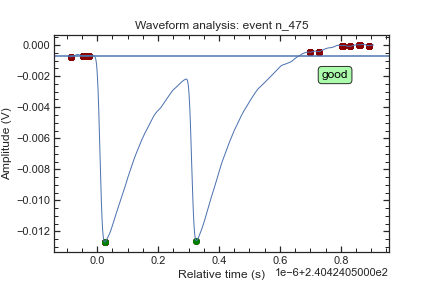 Waveform analysis: event n_475
0.000
−0.002
−0.004
−0.006
−0.008
−0.010
−0.012
Amplitude (V)
good
0.0
0.2
0.4
0.6
0.8
Relative time (s)
1e-6+2.4042405000e2